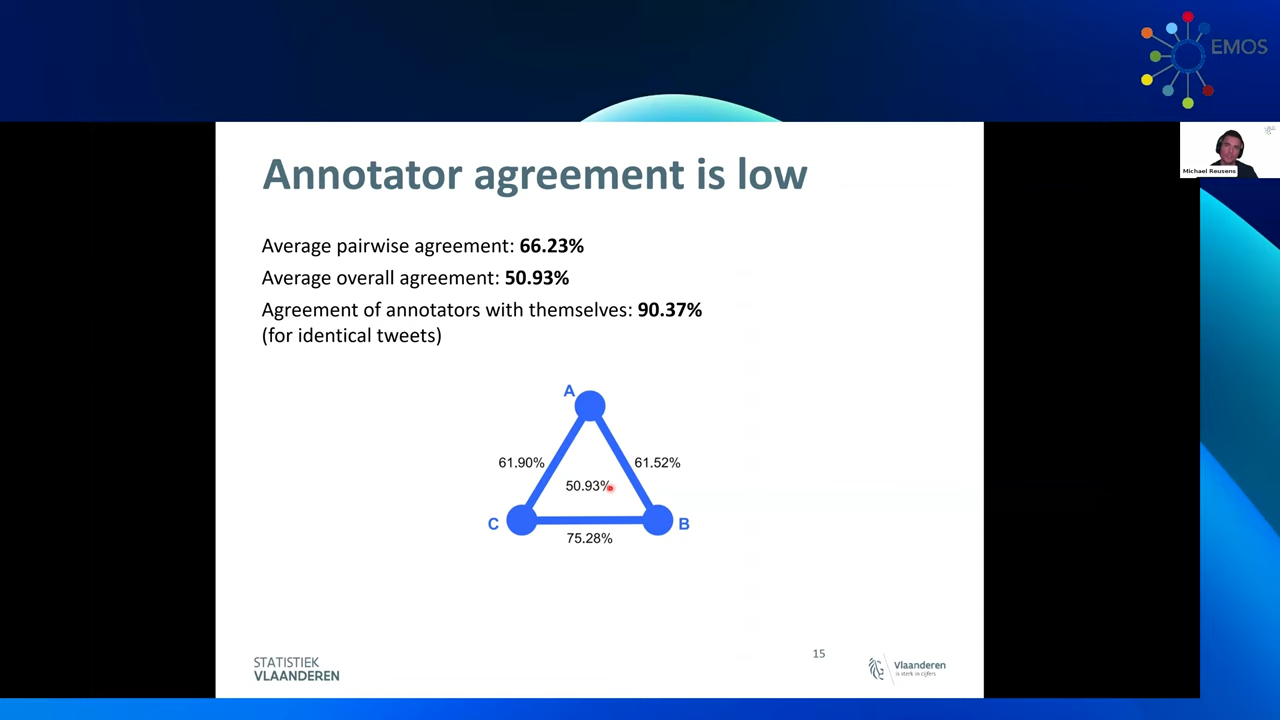 EMOS
Michael Reusens
Annotator agreement is low
Average pairwise agreement: 66.23%
Average overall agreement: 50.93%
Agreement of annotators with themselves: 90.37%
(for identical tweets)
A
61.90%
61.52%
50.93%
C
B
75.28%
STATISTIEK
VLAANDEREN
15
Vlaanderen
is sterk in cijfers